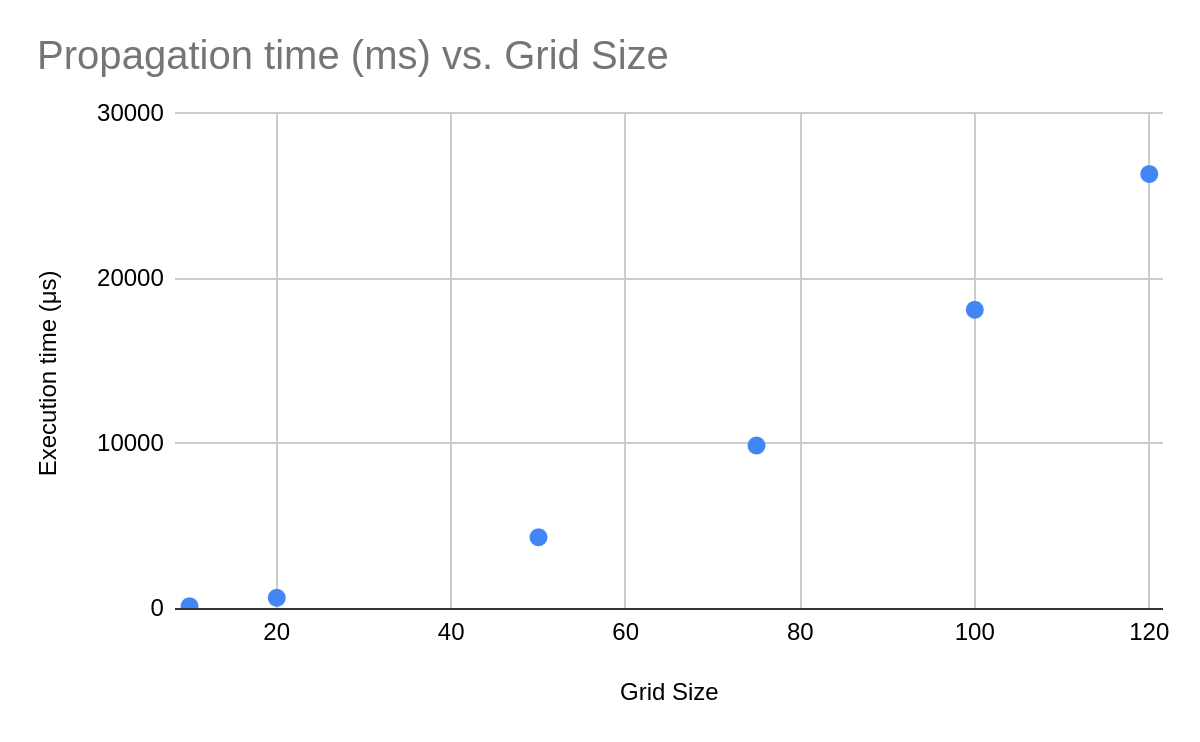 Propagation time (ms) vs. Grid Size
30000
20000
10000
0
Execution time (μs)
20 40 60 80 100 120
Grid Size